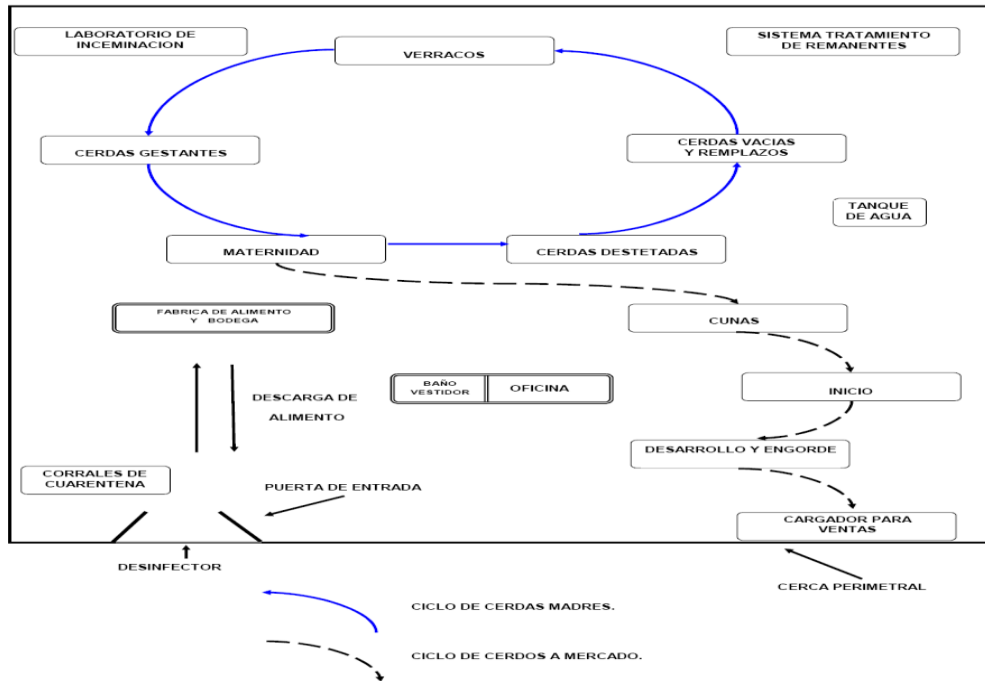 LABORATORIO DE
INCEMINACION
VERRACOS
SISTEMA TRATAMIENTO
DE REMANENTES
CERDAS GESTANTES
CERDAS VACIAS
Y REMPLAZOS
TANQUE
DE AGUA
MATERNIDAD
CERDAS DESTETADAS
FABRICA DE ALIMENTO
Y BODEGA
CUNAS
BAÑO
VESTIDOR
OFICINA
INICIO
DESCARGA DE
ALIMENTO
DESARROLLO Y ENGORDE
CORRALES DE
CUARENTENA
PUERTA DE ENTRADA
CARGADOR PARA
VENTAS
DESINFECTOR
CERCA PERIMETRAL
CICLO DE CERDAS MADRES.
CICLO DE CERDOS A MERCADO.